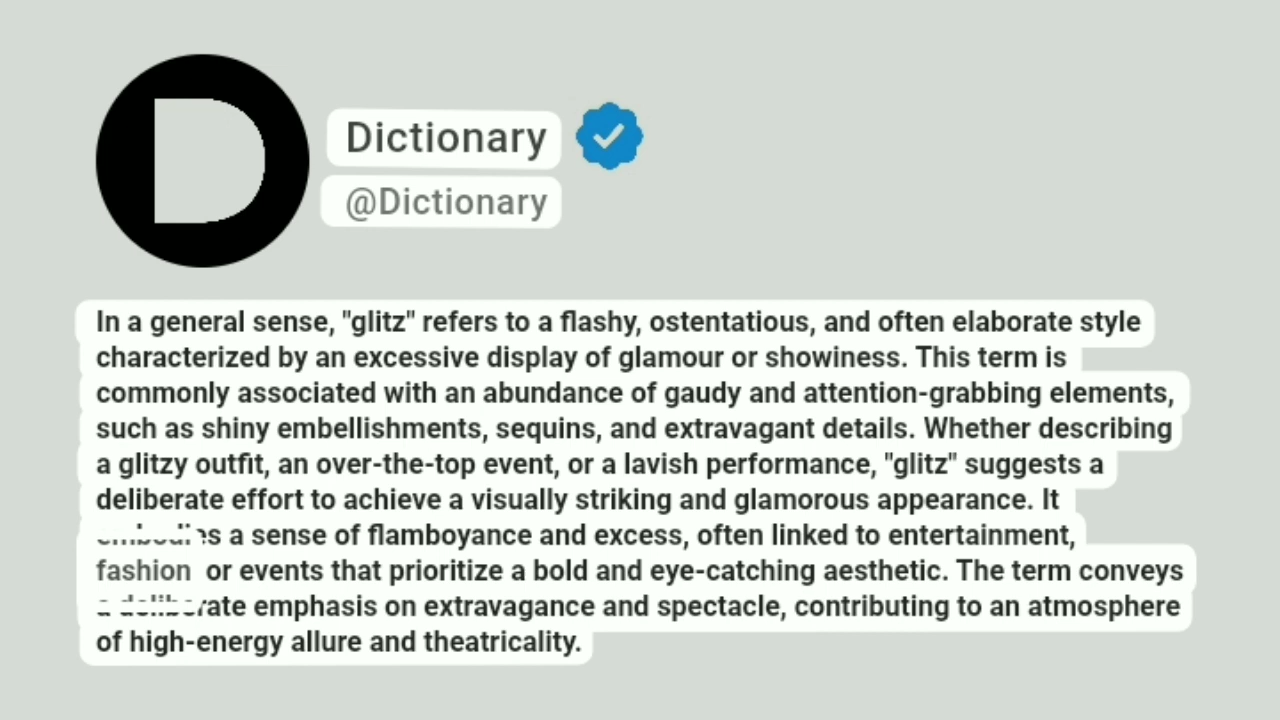 D
Dictionary
@Dictionary
In a general sense, "glitz" refers to a flashy, ostentatious, and often elaborate style
characterized by an excessive display of glamour or showiness. This term is
commonly associated with an abundance of gaudy and attention-grabbing elements,
such as shiny embellishments, sequins, and extravagant details. Whether describing
a glitzy outfit, an over-the-top event, or a lavish performance, "glitz" suggests a
deliberate effort to achieve a visually striking and glamorous appearance. It
embodies a sense of flamboyance and excess, often linked to entertainment,
fashion or events that prioritize a bold and eye-catching aesthetic. The term conveys
a deliberate emphasis on extravagance and spectacle, contributing to an atmosphere
of high-energy allure and theatricality.